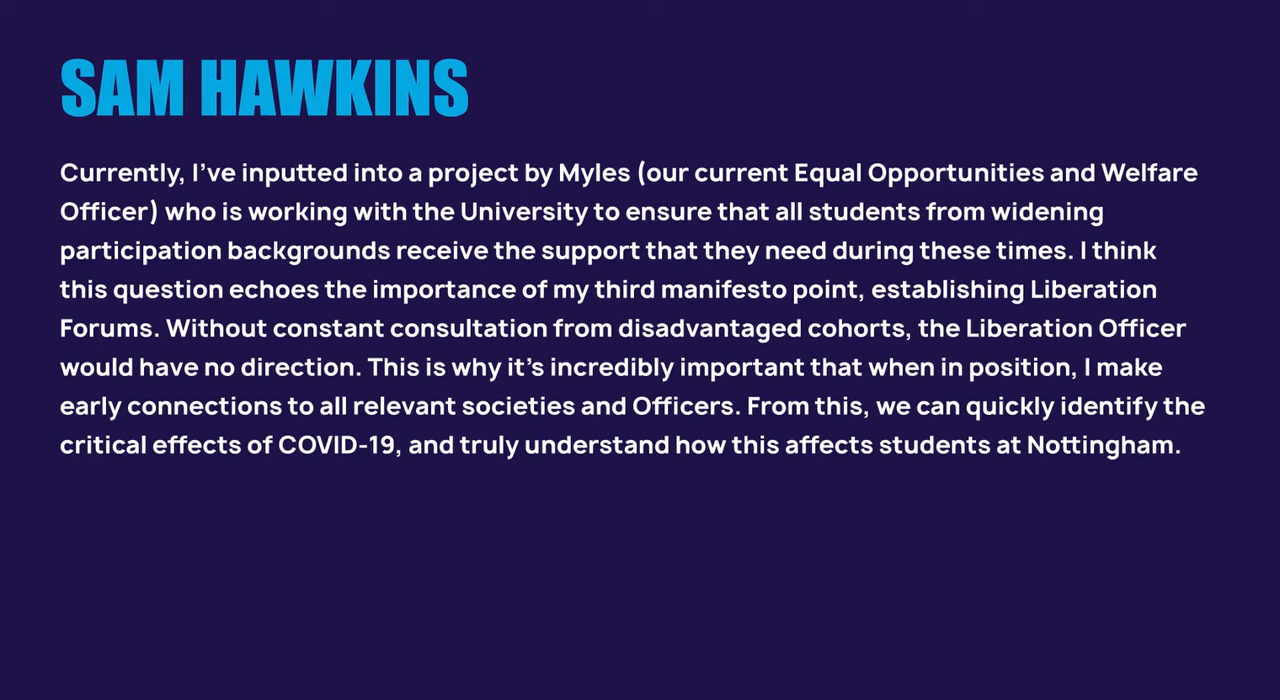 SAM HAWKINS
Currently, I’ve inputted into a project by Myles (our current Equal Opportunities and Welfare
Officer) who is working with the University to ensure that all students from widening
participation backgrounds receive the support that they need during these times. I think
this question echoes the importance of my third manifesto point, establishing Liberation
Forums. Without constant consultation from disadvantaged cohorts, the Liberation Officer
would have no direction. This is why it’s incredibly important that when in position, I make
early connections to all relevant societies and Officers. From this, we can quickly identify the
critical effects of COVID-19, and truly understand how this affects students at Nottingham.